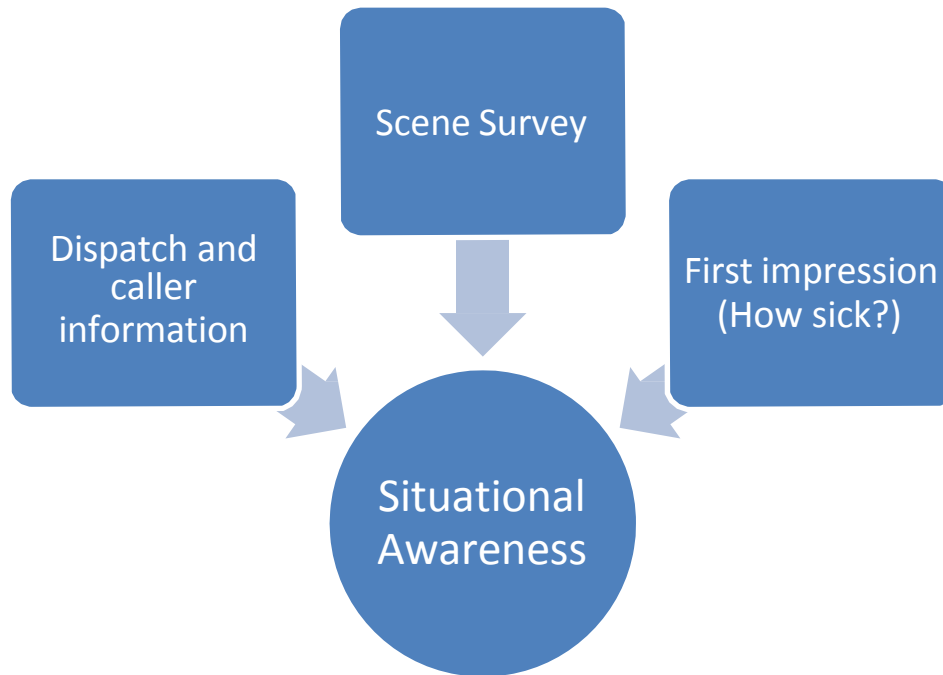 Scene Survey
Dispatch and
caller
information
First impression
(How sick?)
Situational
Awareness